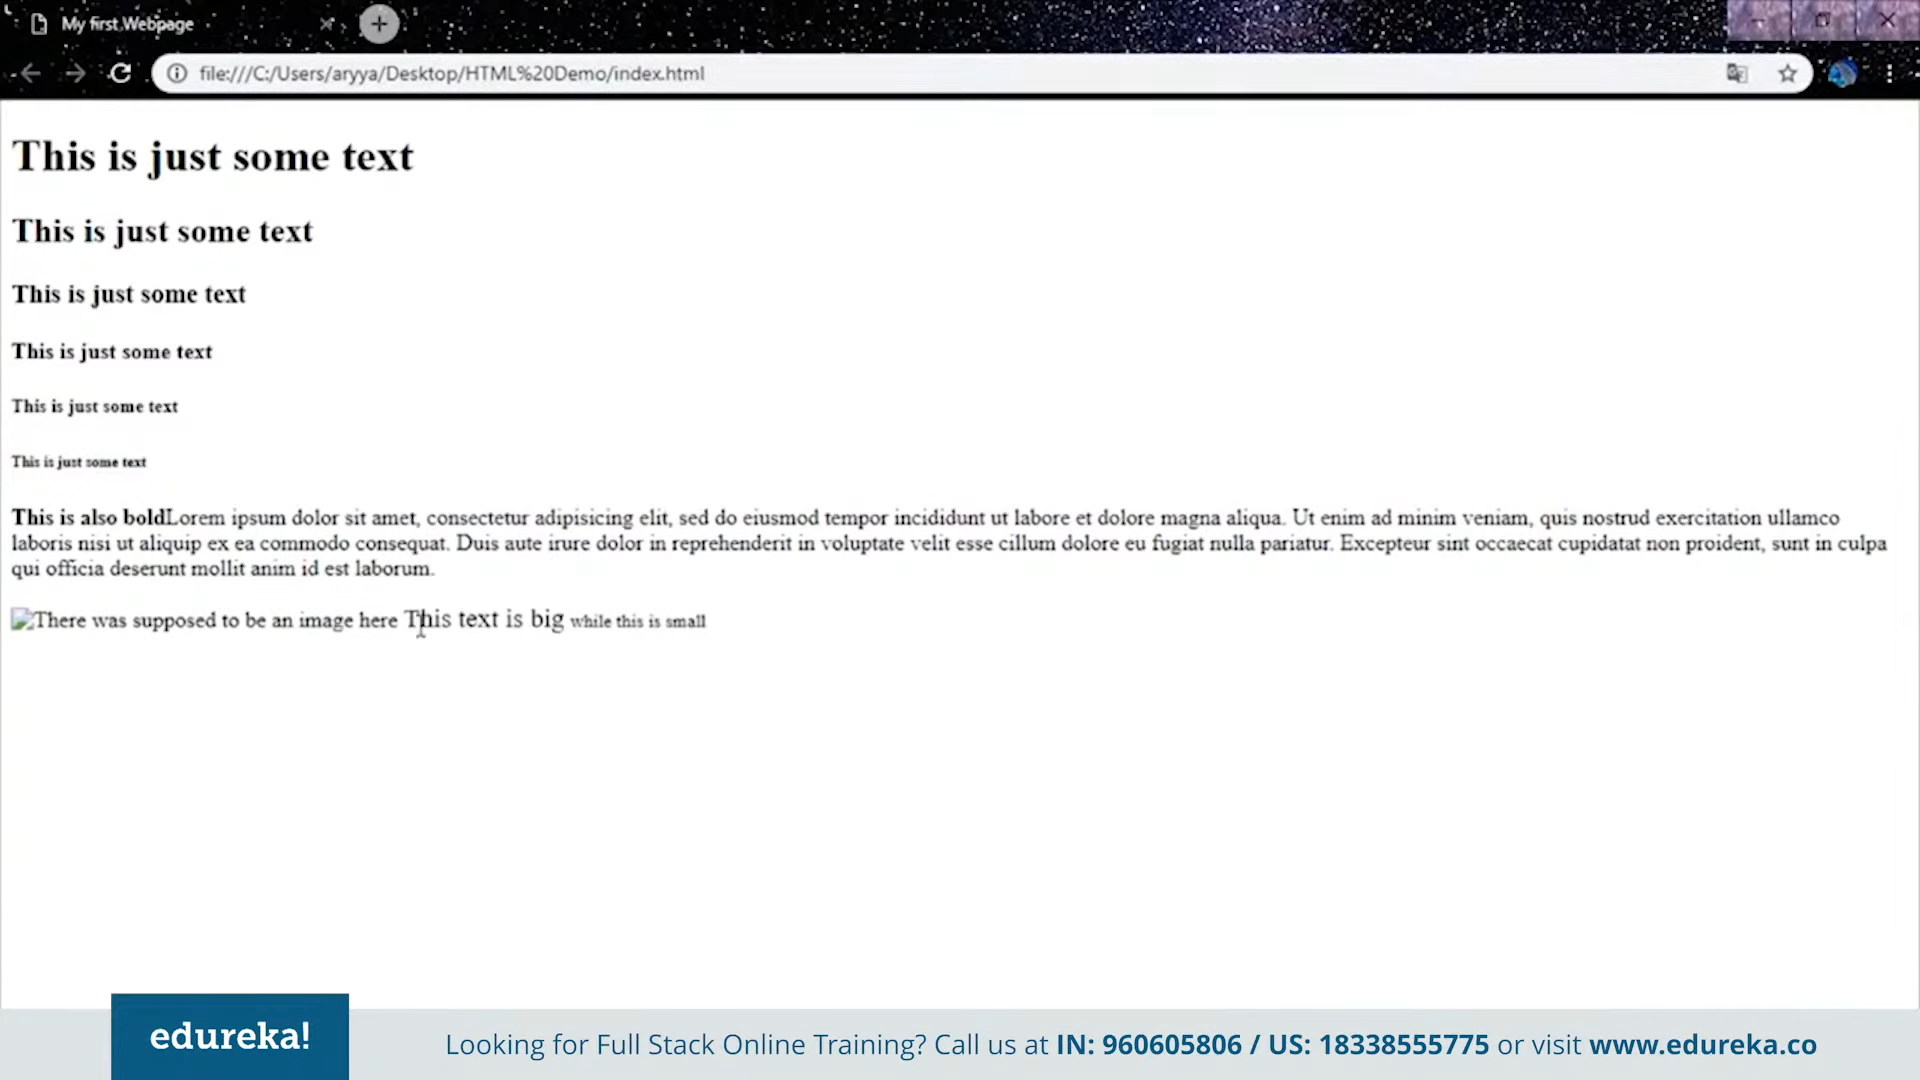 My first Webpage
file:///C:/Users/aryya/Desktop/HTML%20Demo/index.html
This is just some text
This is just some text
This is just some text
This is just some text
This is just some text
This is just some text
This is also boldLorem ipsum dolor sit amet, consectetur adipisicing elit, sed do eiusmod tempor incididunt ut labore et dolore magna aliqua. Ut enim ad minim veniam, quis nostrud exercitation ullamco
laboris nisi ut aliquip ex ea commodo consequat. Duis aute irure dolor in reprehenderit in voluptate velit esse cillum dolore eu fugiat nulla pariatur. Excepteur sint occaecat cupidatat non proident, sunt in culpa
qui officia deserunt mollit anim id est laborum.
There was supposed to be an image here This text is big while this is small
edureka!
Looking for Full Stack Online Training? Call us at IN: 960605806 / US: 18338555775 or visit www.edureka.co